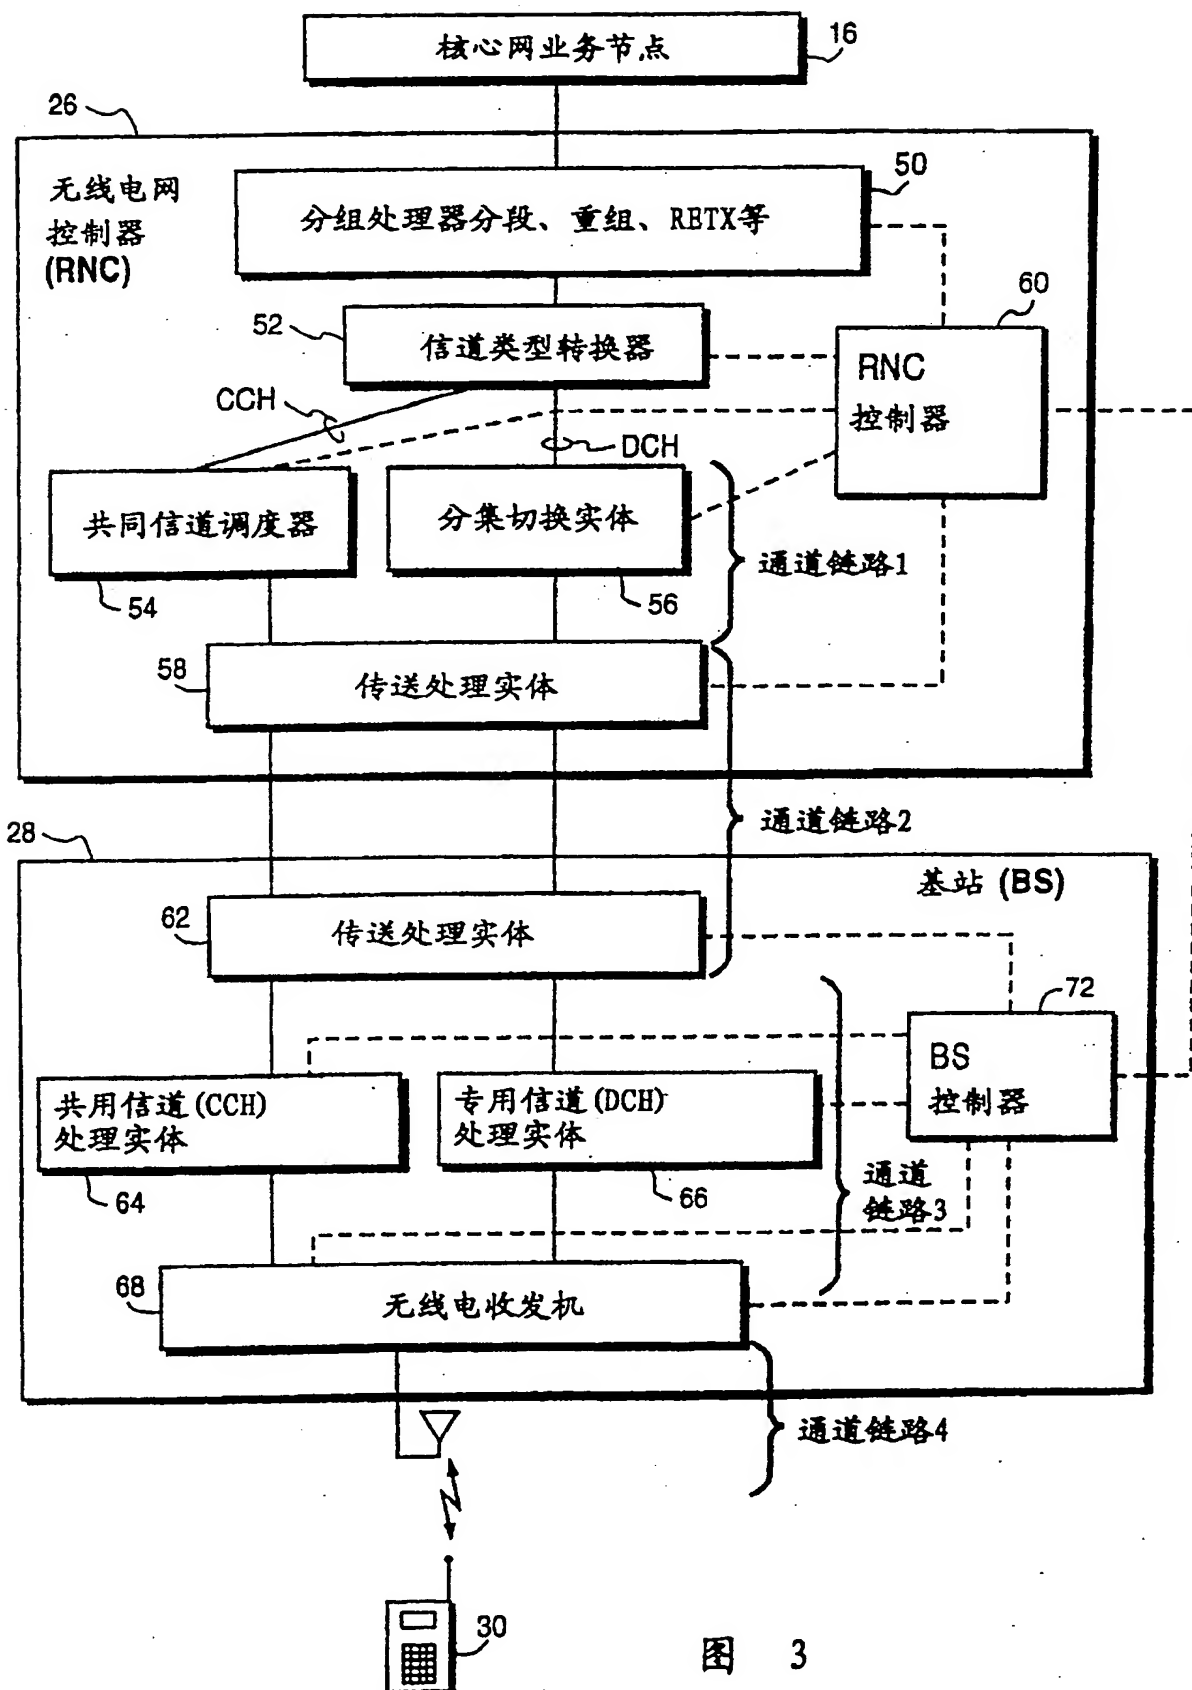 核心网业务节点
16
26
无线电网
控制器
(RNC)
50
分组处理器分段、重组、RETX等
52
信道类型转换器
60
RNC
控制器
CCH
DCH
共同信道调度器
54
分集切换实体
56
通道链路1
58
传送处理实体
通道链路2
28
基站 (BS)
62
传送处理实体
72
BS
控制器
共用信道(CCH)
处理实体
64
专用信道(DCH)
处理实体
66
通道
链路3
68
无线电收发机
通道链路4
30
图 3